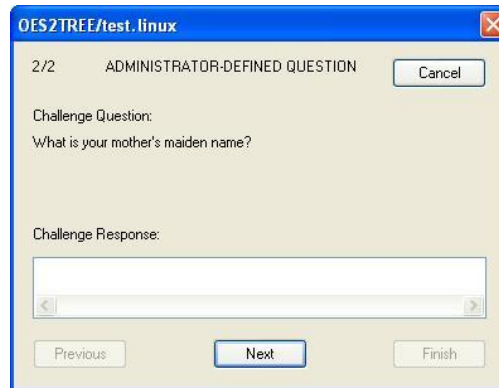 OES2TREE/test.linux
2/2 ADMINISTRATOR-DEFINED QUESTION Cancel
Challenge Question:
What is your mother's maiden name?
Challenge Response:
Previous Next Finish